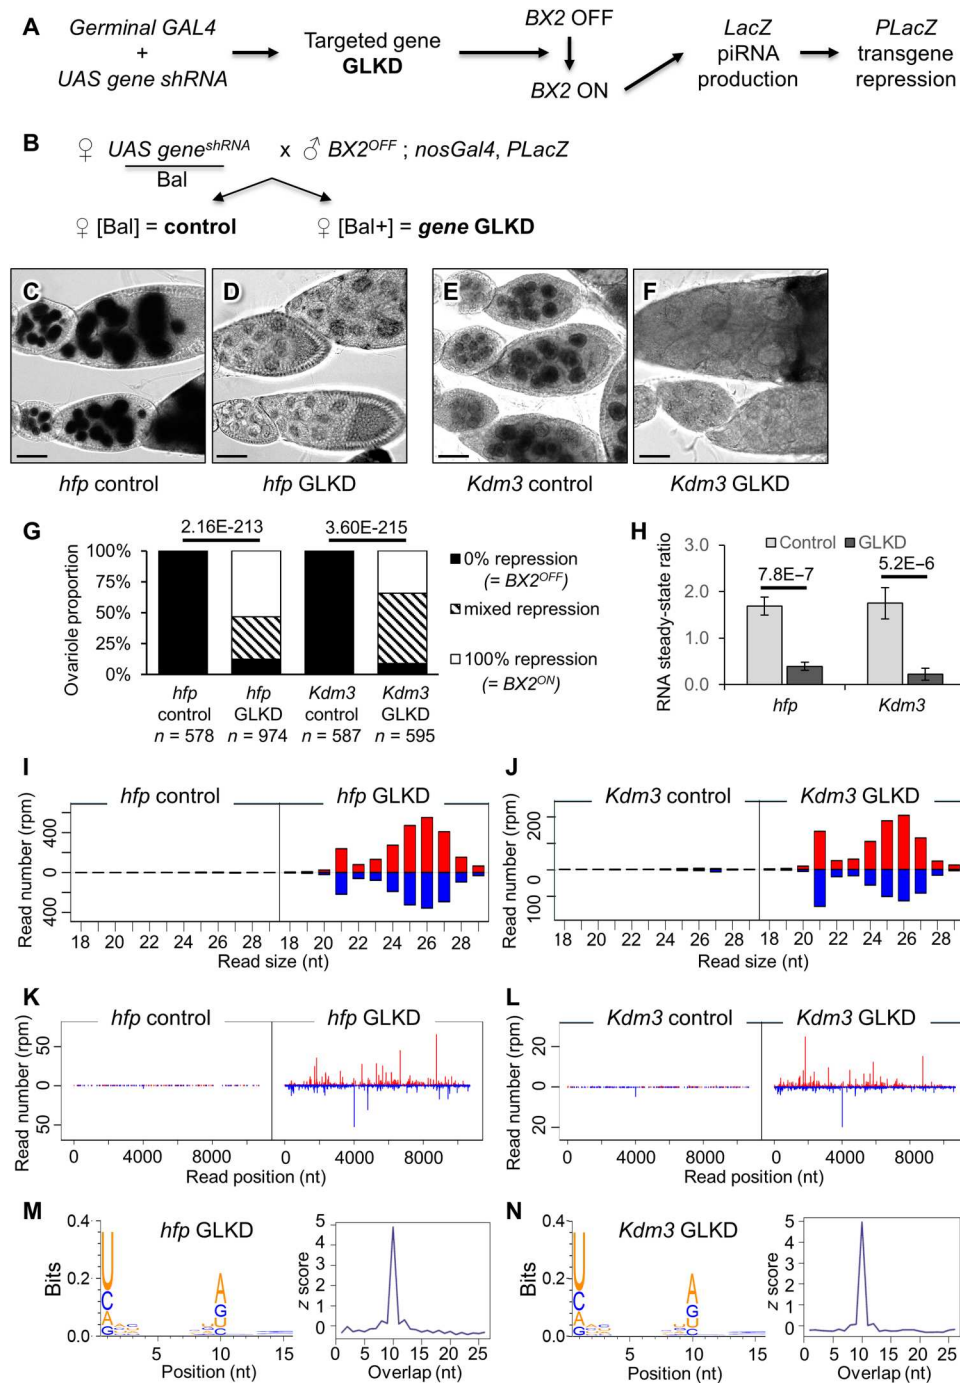 A
Germinal GAL4
+
UAS gene shRNA
Targeted gene
GLKD
BX2 OFF
BX2 ON
LacZ
piRNA
production
PLacZ
transgene
repression
B
♀ UAS gene^shRNA x ♂ BX2^OFF ; nosGal4, PLacZ
Bal
♀ [Bal] = control ♀ [Bal+] = gene GLKD
C D E F
hfp control hfp GLKD Kdm3 control Kdm3 GLKD
G
2.16E-213 3.60E-215
Ovariole proportion
100%
75%
50%
25%
0%
hfp control n = 578
hfp GLKD n = 974
Kdm3 control n = 587
Kdm3 GLKD n = 595
0% repression
(= BX2^OFF)
mixed repression
100% repression
(= BX2^ON)
H
RNA steady-state ratio
3.0
2.0
1.0
0.0
Control GLKD
7.8E–7 5.2E–6
hfp Kdm3
I
hfp control hfp GLKD
Read number (rpm)
400
0
400
18 20 22 24 26 28 18 20 22 24 26 28
Read size (nt)
J
Kdm3 control Kdm3 GLKD
Read number (rpm)
200
0
100
18 20 22 24 26 28 18 20 22 24 26 28
Read size (nt)
K
hfp control hfp GLKD
Read number (rpm)
50
0
50
0 4000 8000 0 4000 8000
Read position (nt)
L
Kdm3 control Kdm3 GLKD
Read number (rpm)
20
0
20
0 4000 8000 0 4000 8000
Read position (nt)
M
hfp GLKD
Bits
0.4
0.2
0.0
U
C
A
G
A
G
U
C
5 10 15
Position (nt)
z score
5
4
3
2
1
0
0 5 10 15 20 25
Overlap (nt)
N
Kdm3 GLKD
Bits
0.4
0.2
0.0
U
C
A
G
A
G
U
C
5 10 15
Position (nt)
z score
5
4
3
2
1
0
0 5 10 15 20 25
Overlap (nt)